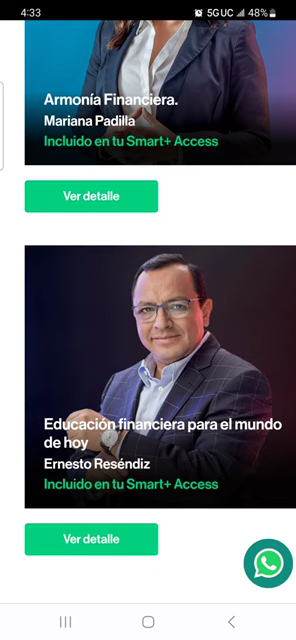 4:33
5G UC 48%
Armonía Financiera.
Mariana Padilla
Incluido en tu Smart+ Access
Ver detalle
Educación financiera para el mundo
de hoy
Ernesto Reséndiz
Incluido en tu Smart+ Access
Ver detalle